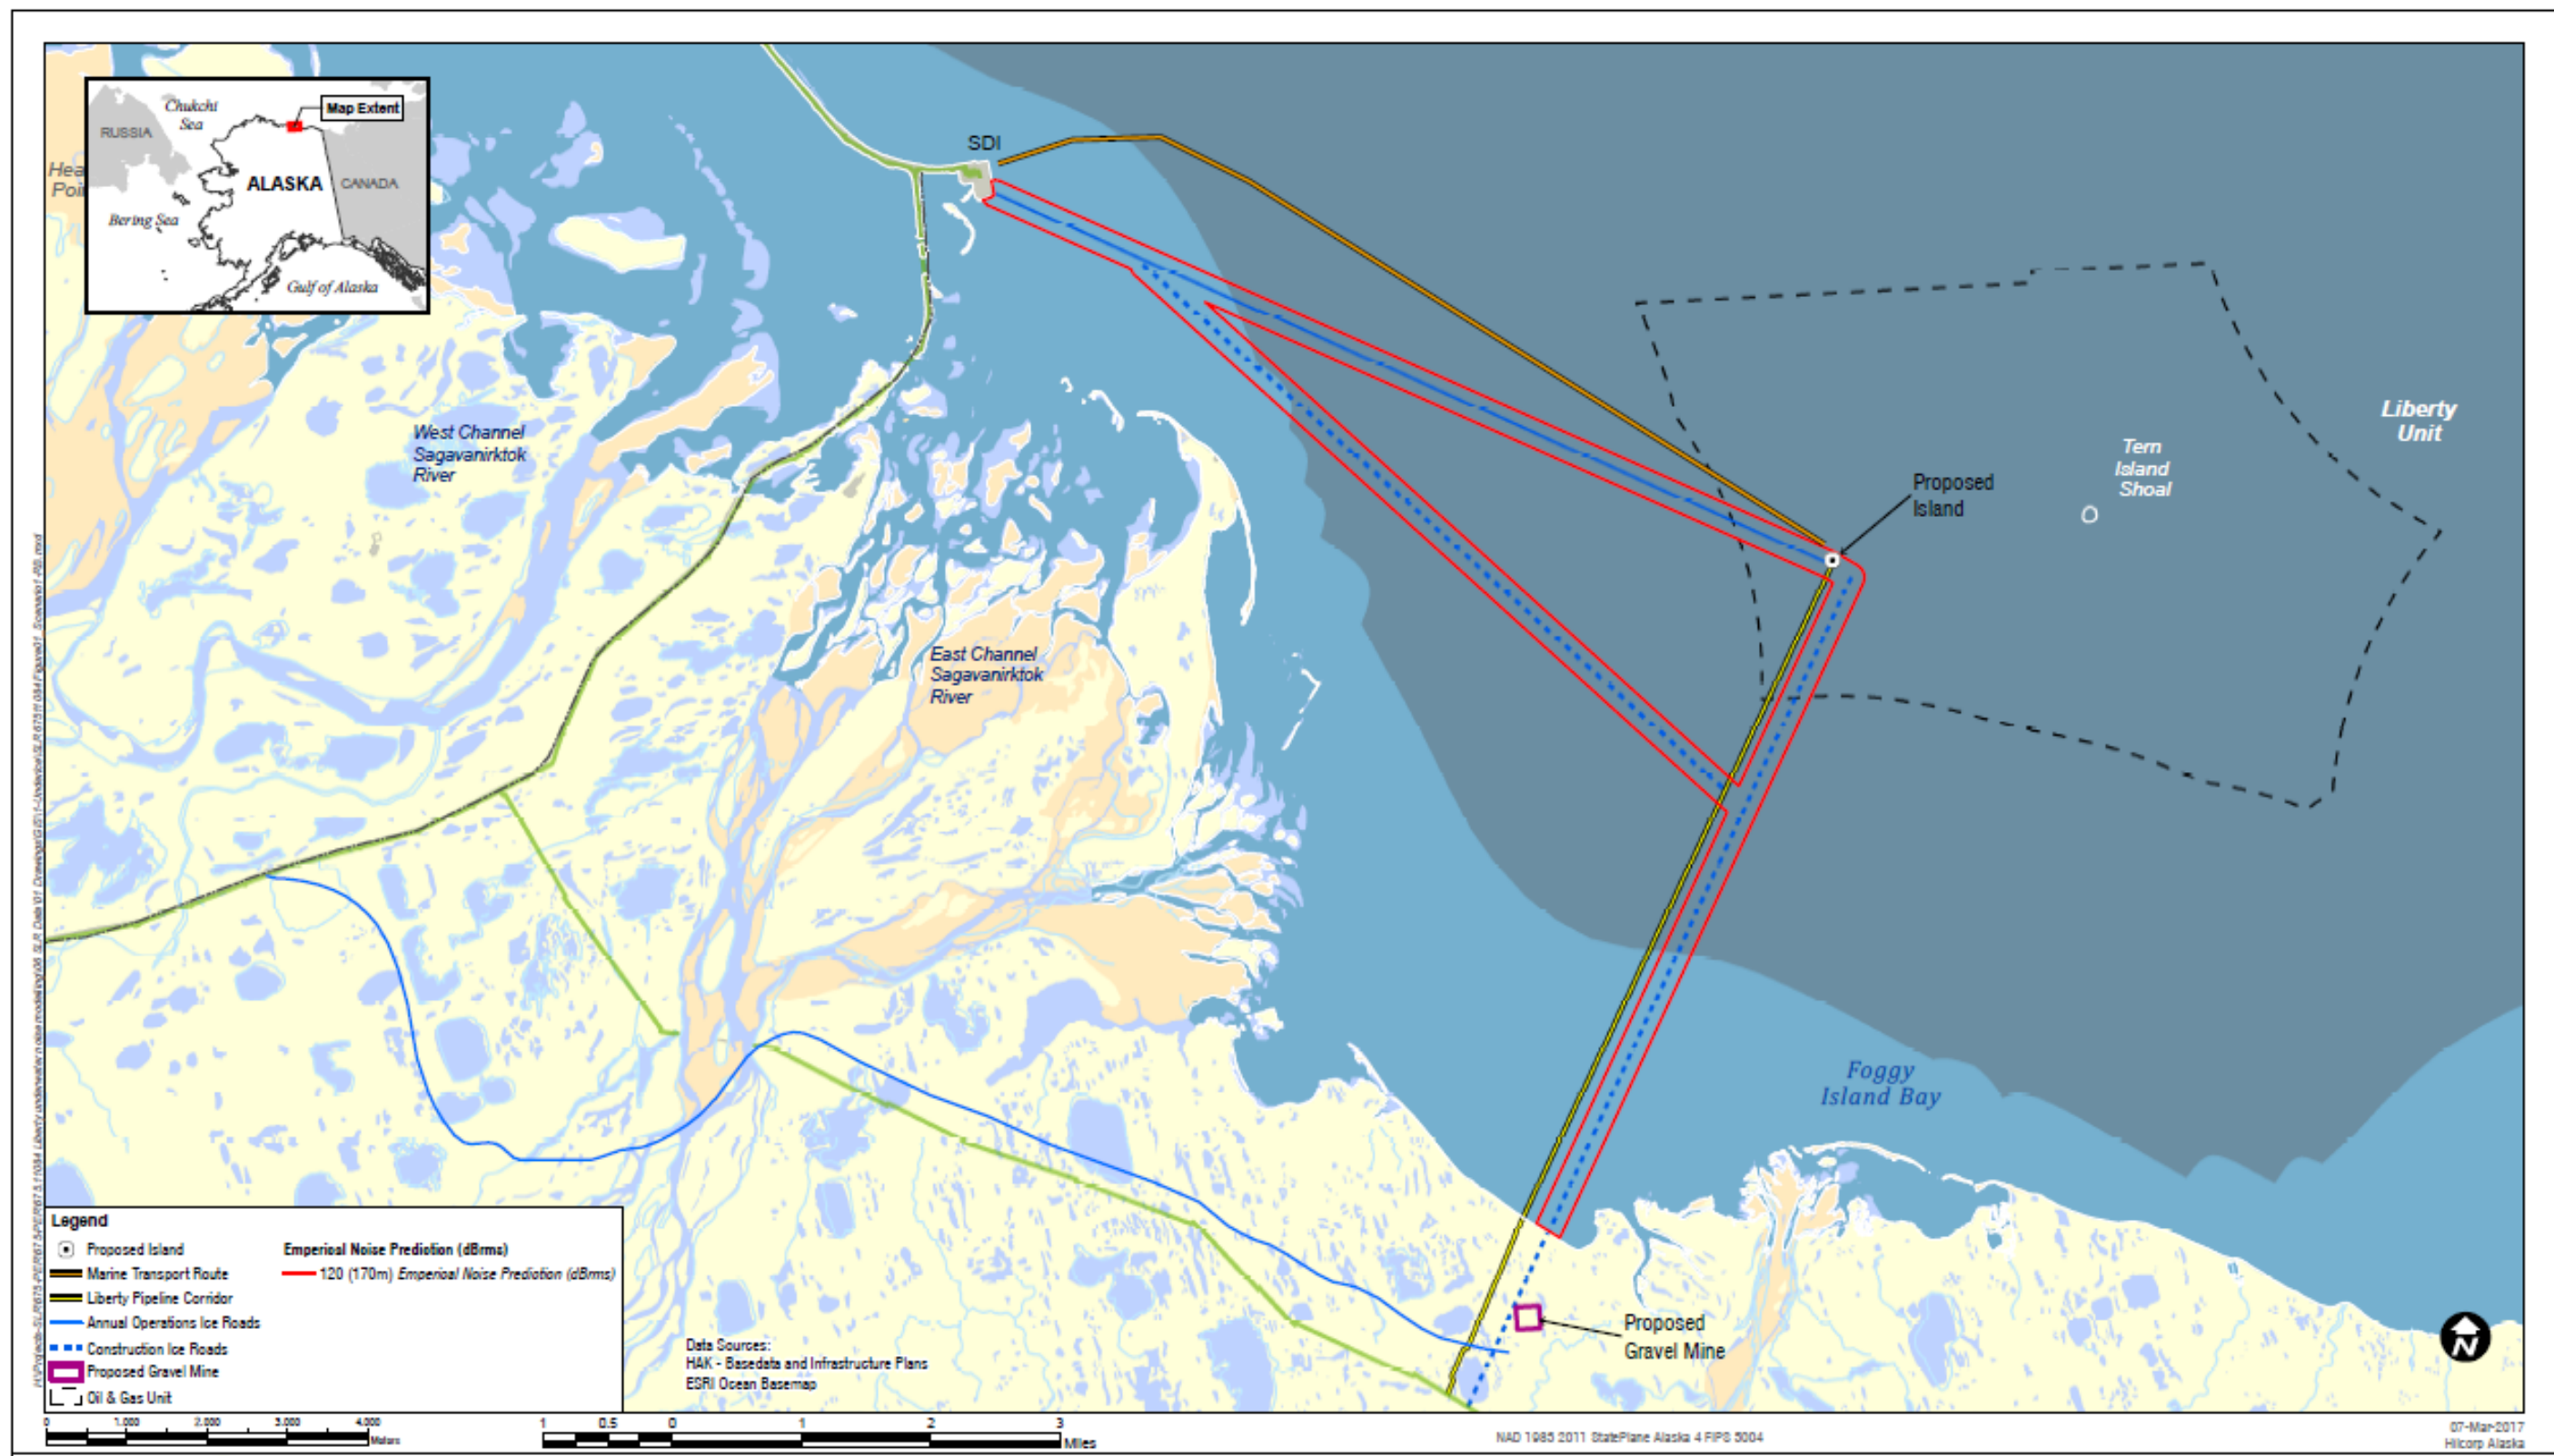 Chukchi
Sea
Map Extent
RUSSIA
ALASKA
CANADA
Bering Sea
Gulf of Alaska
Hea
Poi
SDI
West Channel
Sagavanirktok
River
East Channel
Sagavanirktok
River
Liberty
Unit
Tern
Island
Shoal
Proposed
Island
Foggy
Island Bay
Proposed
Gravel Mine
Legend
Proposed Island
Marine Transport Route
Liberty Pipeline Corridor
Annual Operations Ice Roads
Construction Ice Roads
Proposed Gravel Mine
Oil & Gas Unit
Emperical Noise Prediction (dBrms)
120 (170m) Emperical Noise Prediction (dBrms)
Data Sources:
HAK - Basedata and Infrastructure Plans
ESRI Ocean Basemap
0 1,000 2,000 3,000 4,000
Meters
1 0.5 0 1 2 3
Miles
NAD 1983 2011 StatePlane Alaska 4 FIPS 5004
N
07-Mar-2017
Hilcorp Alaska